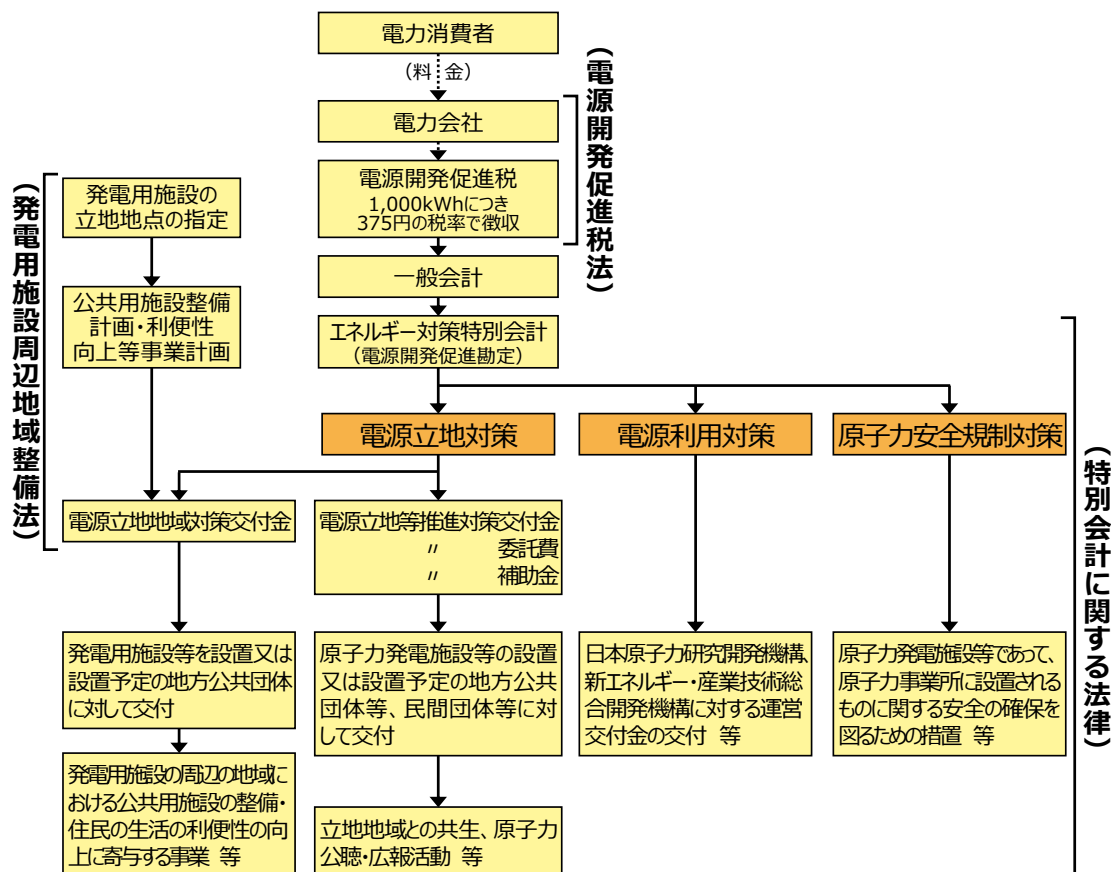 電力消費者
(料金)
電力会社
電源開発促進税
1,000kWhにつき
375円の税率で徴収
(電源開発促進税法)
一般会計
エネルギー対策特別会計
(電源開発促進勘定)
(発電用施設周辺地域整備法)
発電用施設の
立地地点の指定
公共用施設整備
計画・利便性
向上等事業計画
電源立地対策
電源利用対策
原子力安全規制対策
(特別会計に関する法律)
電源立地地域対策交付金
電源立地等推進対策交付金
〃 委託費
〃 補助金
発電用施設等を設置又は
設置予定の地方公共団体
に対して交付
原子力発電施設等の設置
又は設置予定の地方公共
団体等、民間団体等に対
して交付
日本原子力研究開発機構、
新エネルギー・産業技術総
合開発機構に対する運営
交付金の交付 等
原子力発電施設等であって、
原子力事業所に設置される
ものに関する安全の確保を
図るための措置 等
発電用施設の周辺の地域に
おける公共用施設の整備・
住民の生活の利便性の向
上に寄与する事業 等
立地地域との共生、原子力
公聴・広報活動 等